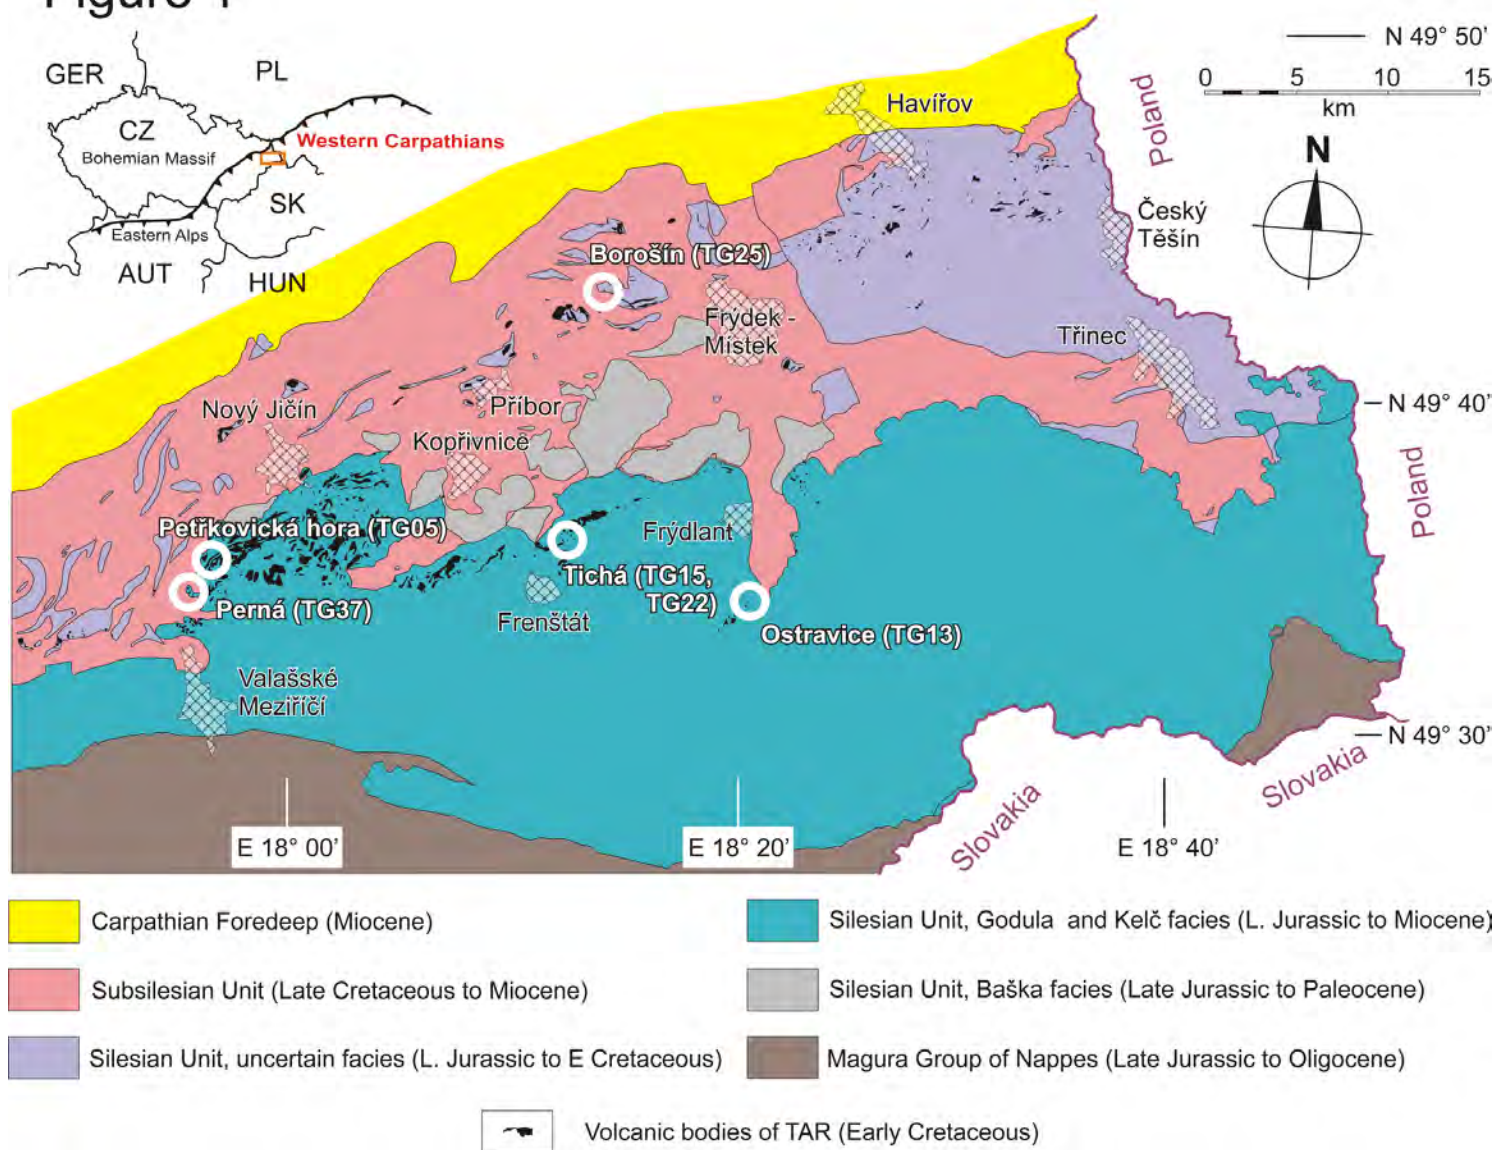 GER
PL
CZ
Bohemian Massif
Western Carpathians
SK
Eastern Alps
AUT
HUN
N 49° 50'
0 5 10 15
km
N
Poland
Havířov
Český
Těšín
Borošín (TG25)
Frýdek -
Místek
Třinec
N 49° 40'
Nový Jičín
Příbor
Kopřivnice
Poland
Petřkovická hora (TG05)
Frýdlant
Tichá (TG15,
TG22)
Perná (TG37)
Frenštát
Ostravice (TG13)
Valašské
Meziříčí
N 49° 30'
Slovakia
Slovakia
E 18° 00’
E 18° 20’
E 18° 40’
Carpathian Foredeep (Miocene)
Subsilesian Unit (Late Cretaceous to Miocene)
Silesian Unit, uncertain facies (L. Jurassic to E Cretaceous)
Silesian Unit, Godula and Kelč facies (L. Jurassic to Miocene)
Silesian Unit, Baška facies (Late Jurassic to Paleocene)
Magura Group of Nappes (Late Jurassic to Oligocene)
Volcanic bodies of TAR (Early Cretaceous)